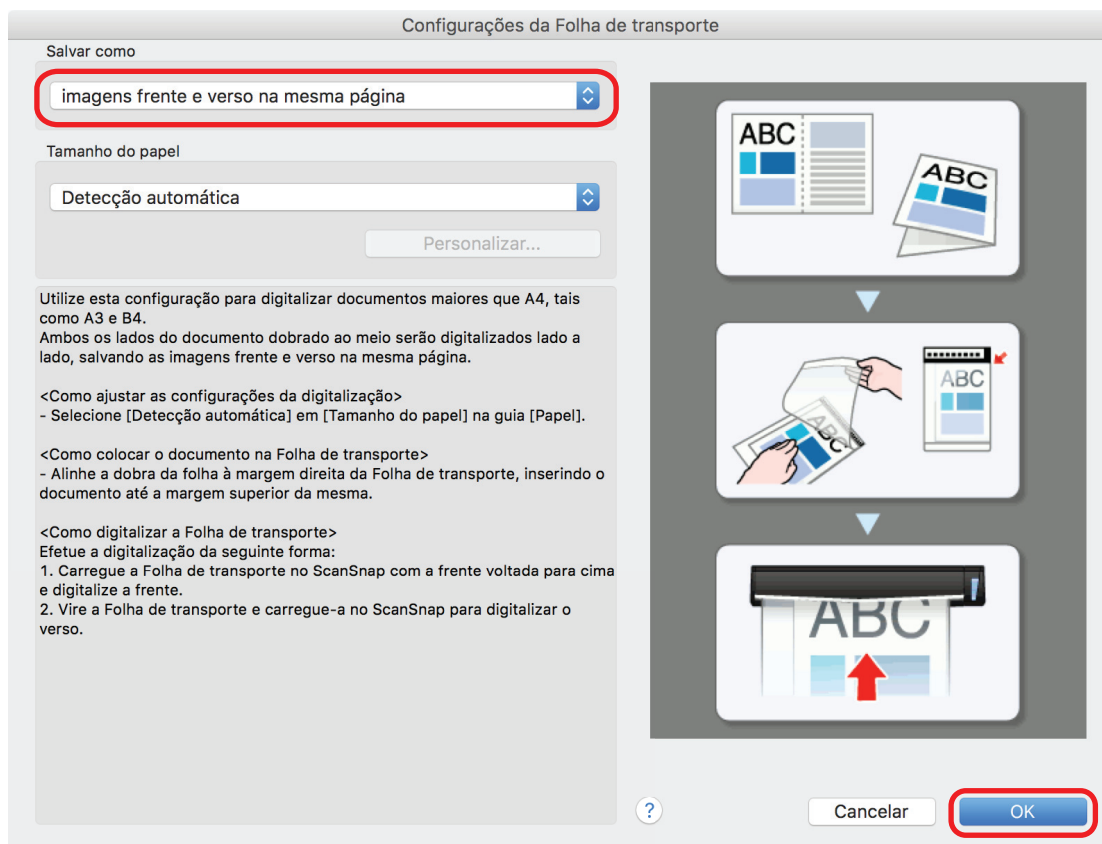 Configurações da Folha de transporte
Salvar como
imagens frente e verso na mesma página
Tamanho do papel
Detecção automática
Personalizar...
Utilize esta configuração para digitalizar documentos maiores que A4, tais
como A3 e B4.
Ambos os lados do documento dobrado ao meio serão digitalizados lado a
lado, salvando as imagens frente e verso na mesma página.
<Como ajustar as configurações da digitalização>
- Selecione [Detecção automática] em [Tamanho do papel] na guia [Papel].
<Como colocar o documento na Folha de transporte>
- Alinhe a dobra da folha à margem direita da Folha de transporte, inserindo o
documento até a margem superior da mesma.
<Como digitalizar a Folha de transporte>
Efetue a digitalização da seguinte forma:
1. Carregue a Folha de transporte no ScanSnap com a frente voltada para cima
e digitalize a frente.
2. Vire a Folha de transporte e carregue-a no ScanSnap para digitalizar o
verso.
ABC
ABC
ABC
ABC
ABC
?
Cancelar
OK